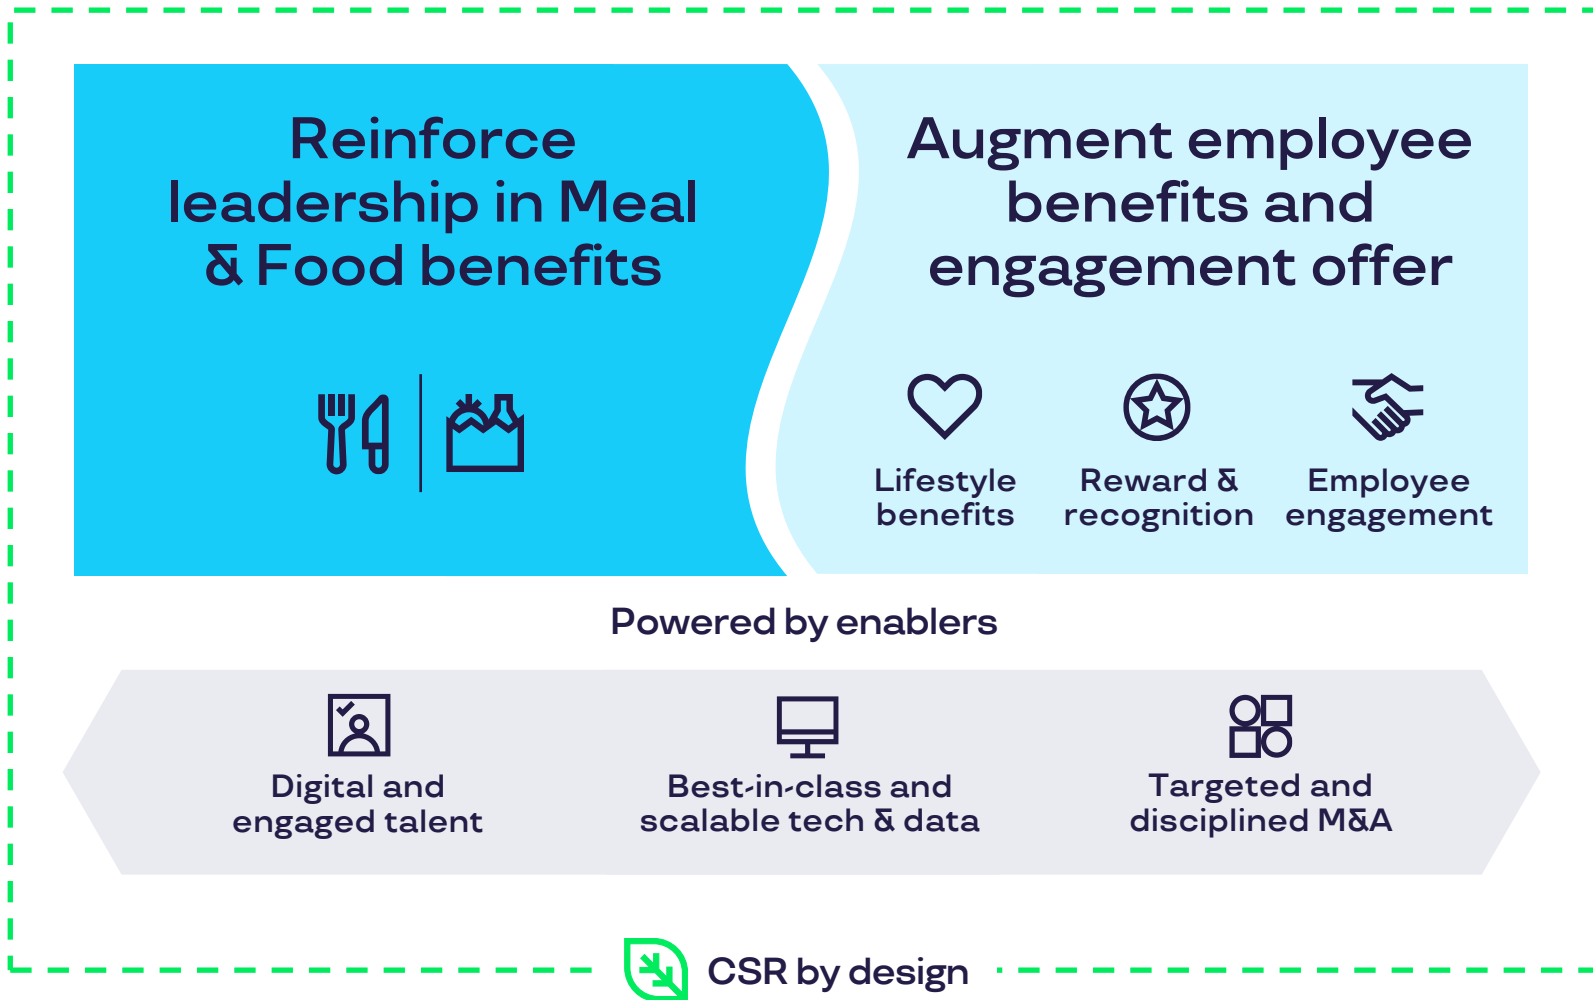 Reinforce
leadership in Meal
& Food benefits
Augment employee
benefits and
engagement offer
Lifestyle
benefits
Reward &
recognition
Employee
engagement
Powered by enablers
Digital and
engaged talent
Best-in-class and
scalable tech & data
Targeted and
disciplined M&A
CSR by design